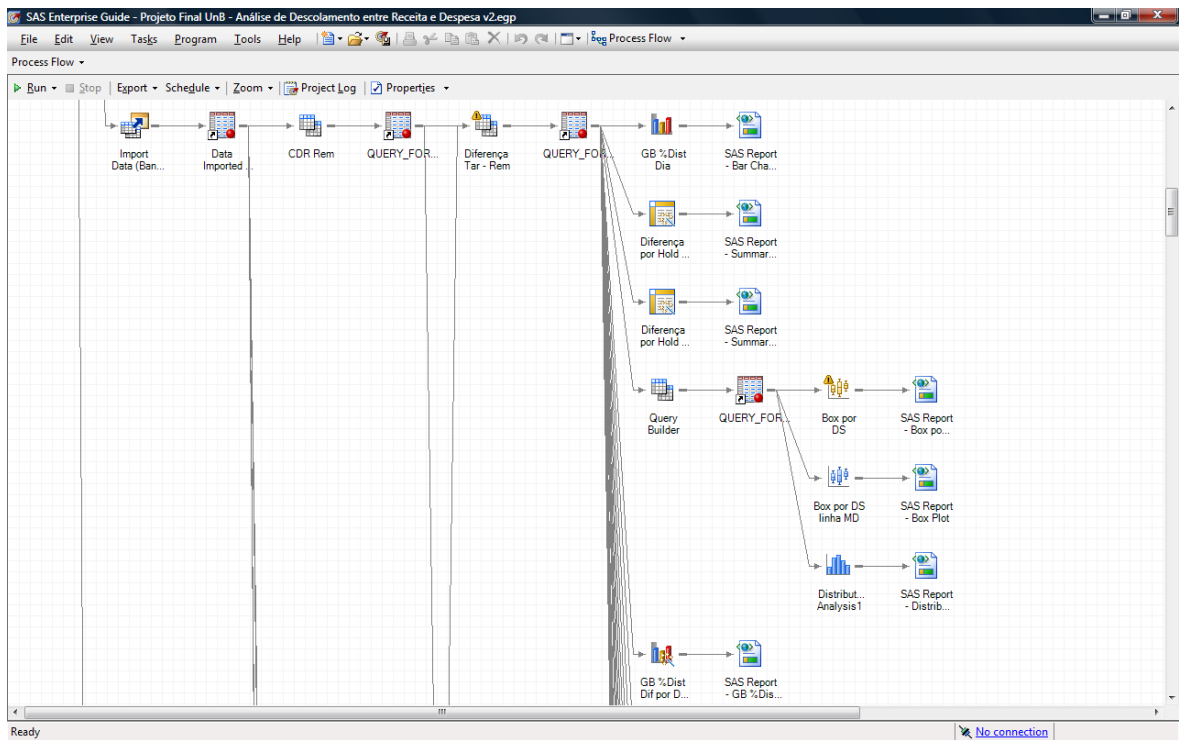 SAS Enterprise Guide - Projeto Final UnB - Análise de Descolamento entre Receita e Despesa v2.egp
File Edit View Tasks Program Tools Help Process Flow
Process Flow
Run Stop Export Schedule Zoom Project Log Properties
Import Data (Ban...
Data Imported ...
CDR Rem
QUERY_FOR...
Diferença Tar - Rem
QUERY_FOR...
GB %Dist Dia
SAS Report - Bar Cha...
Diferença por Hold ...
SAS Report - Summar...
Diferença por Hold ...
SAS Report - Summar...
Query Builder
QUERY_FOR...
Box por DS
SAS Report - Box po...
Box por DS linha MD
SAS Report - Box Plot
Distribut... Analysis1
SAS Report - Distrib...
GB %Dist Dif por D...
SAS Report - GB %Dis...
Ready
No connection